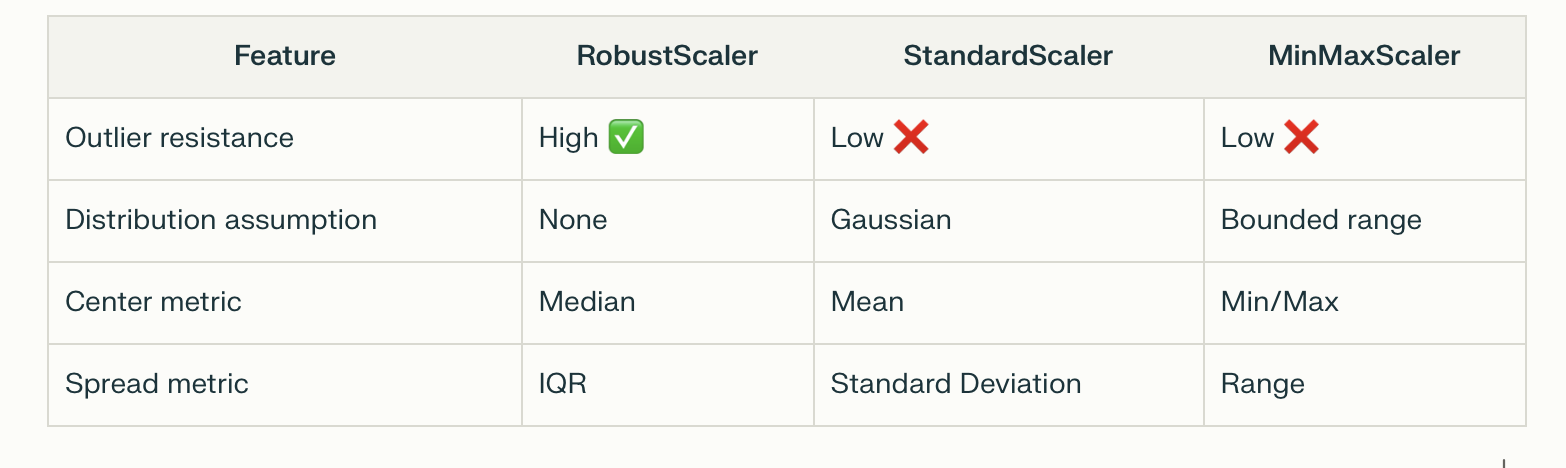 Feature RobustScaler StandardScaler MinMaxScaler
Outlier resistance High ✅ Low ❌ Low ❌
Distribution assumption None Gaussian Bounded range
Center metric Median Mean Min/Max
Spread metric IQR Standard Deviation Range